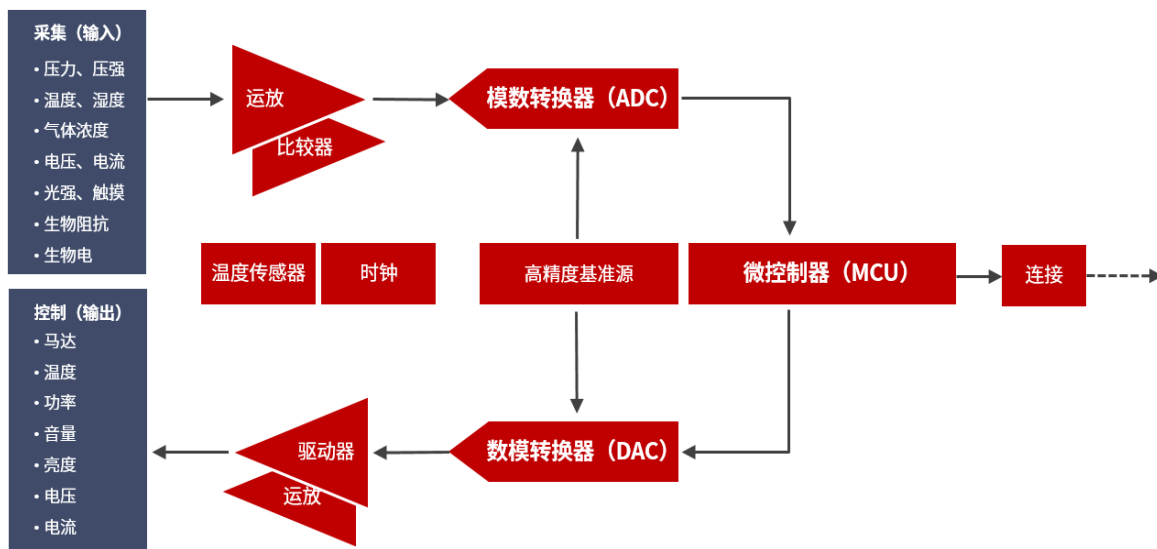 采集（输入）
• 压力、压强
• 温度、湿度
• 气体浓度
• 电压、电流
• 光强、触摸
• 生物阻抗
• 生物电
运放
比较器
模数转换器（ADC）
温度传感器
时钟
高精度基准源
微控制器（MCU）
连接
控制（输出）
• 马达
• 温度
• 功率
• 音量
• 亮度
• 电压
• 电流
驱动器
运放
数模转换器（DAC）